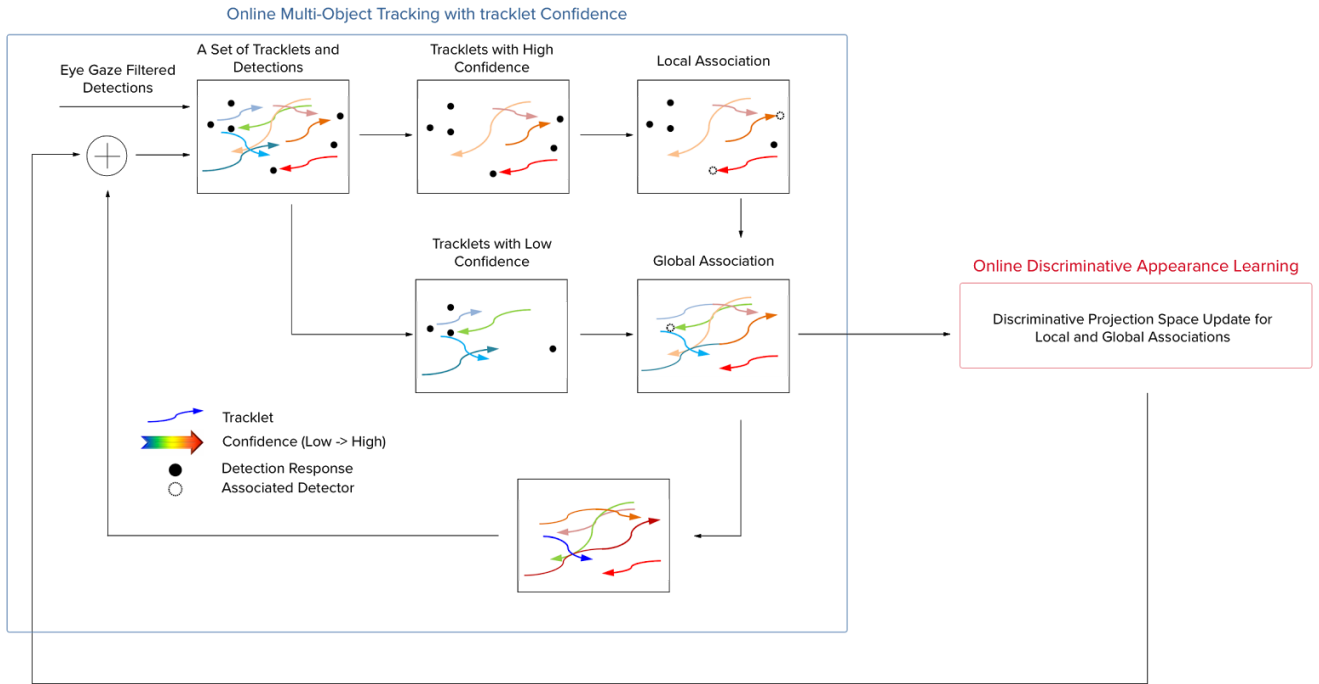 Online Multi-Object Tracking with tracklet Confidence
Eye Gaze Filtered
Detections
A Set of Tracklets and
Detections
Tracklets with High
Confidence
Local Association
Tracklets with Low
Confidence
Global Association
Online Discriminative Appearance Learning
Discriminative Projection Space Update for
Local and Global Associations
Tracklet
Confidence (Low -> High)
Detection Response
Associated Detector